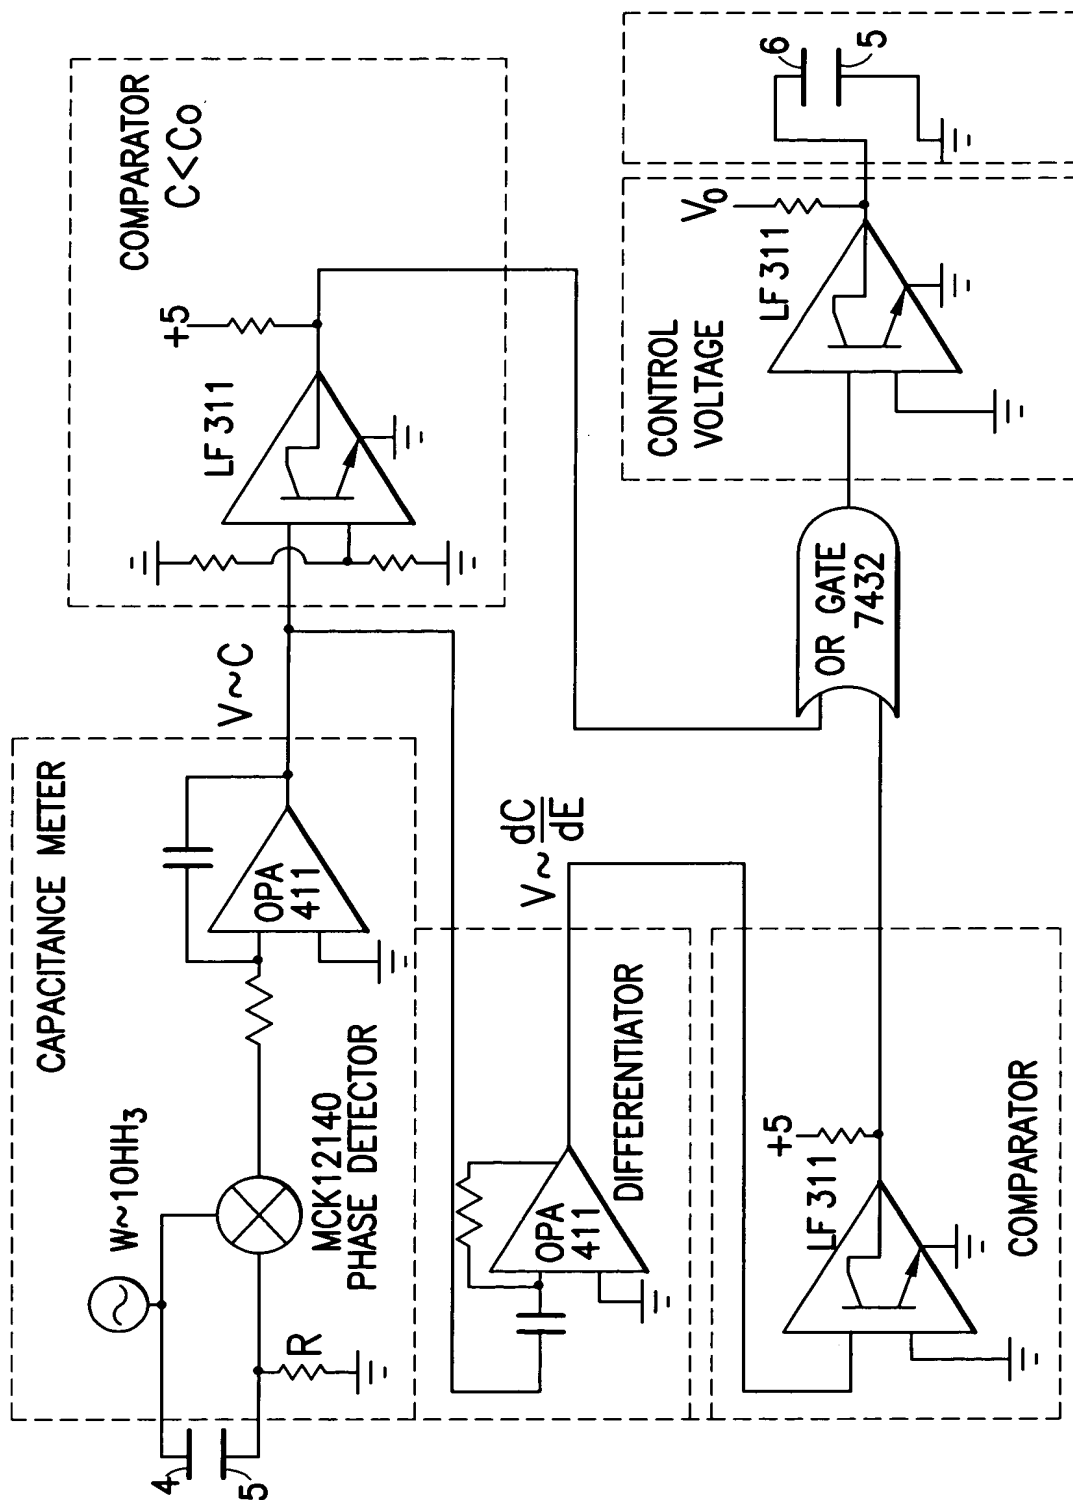 CAPACITANCE METER
W~10HH3
MCK12140
PHASE DETECTOR
R
4
5
OPA
411
V~C
COMPARATOR
C<Co
+5
LF 311
DIFFERENTIATOR
OPA
411
V~ dC
dE
COMPARATOR
+5
LF 311
OR GATE
7432
CONTROL
VOLTAGE
LF 311
V0
6
5